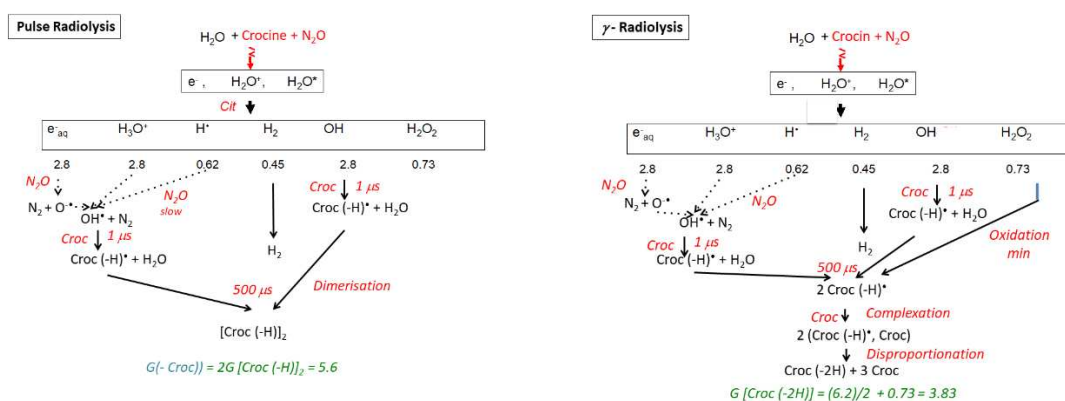 Pulse Radiolysis
H₂O + Crocine + N₂O
e⁻ , H₂O⁺, H₂O*
Cit
e⁻aq H₃O⁺ H• H₂ OH H₂O₂
2.8 2.8 0.62 0.45 2.8 0.73
N₂O
N₂O
slow
Croc 1 μs
N₂ + O⁻•
OH• + N₂
Croc (-H)• + H₂O
Croc 1 μs
H₂
Croc (-H)• + H₂O
500 μs Dimerisation
[Croc (-H)]₂
G(- Croc)) = 2G [Croc (-H)]₂ = 5.6
γ- Radiolysis
H₂O + Crocin + N₂O
e⁻ , H₂O⁺, H₂O*
e⁻aq H₃O⁺ H• H₂ OH H₂O₂
2.8 2.8 0.62 0.45 2.8 0.73
N₂O
N₂O
Croc 1 μs
N₂ + O⁻•
OH• + N₂
Croc (-H)• + H₂O
Croc 1 μs
H₂
Oxidation
min
Croc (-H)• + H₂O
500 μs
2 Croc (-H)•
Croc Complexation
2 (Croc (-H)•, Croc)
Disproportionation
Croc (-2H) + 3 Croc
G [Croc (-2H)] = (6.2)/2 + 0.73 = 3.83